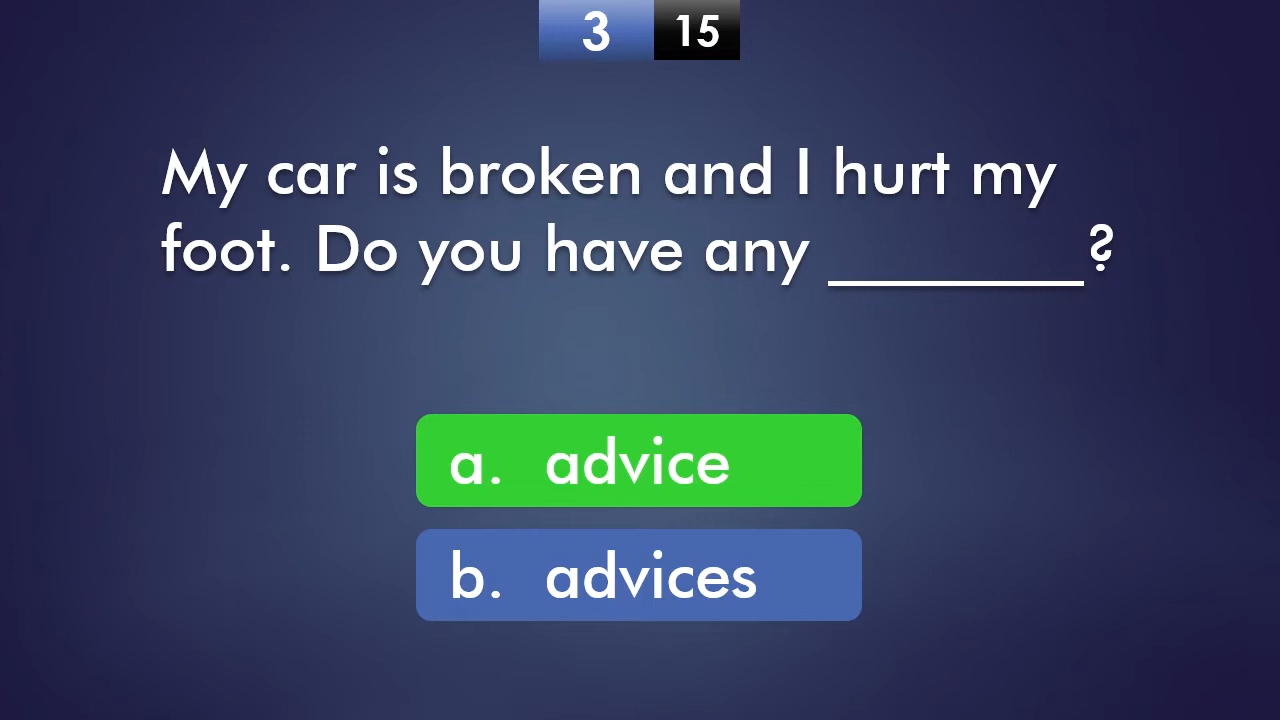 3 15
My car is broken and I hurt my
foot. Do you have any ________?
a. advice
b. advices